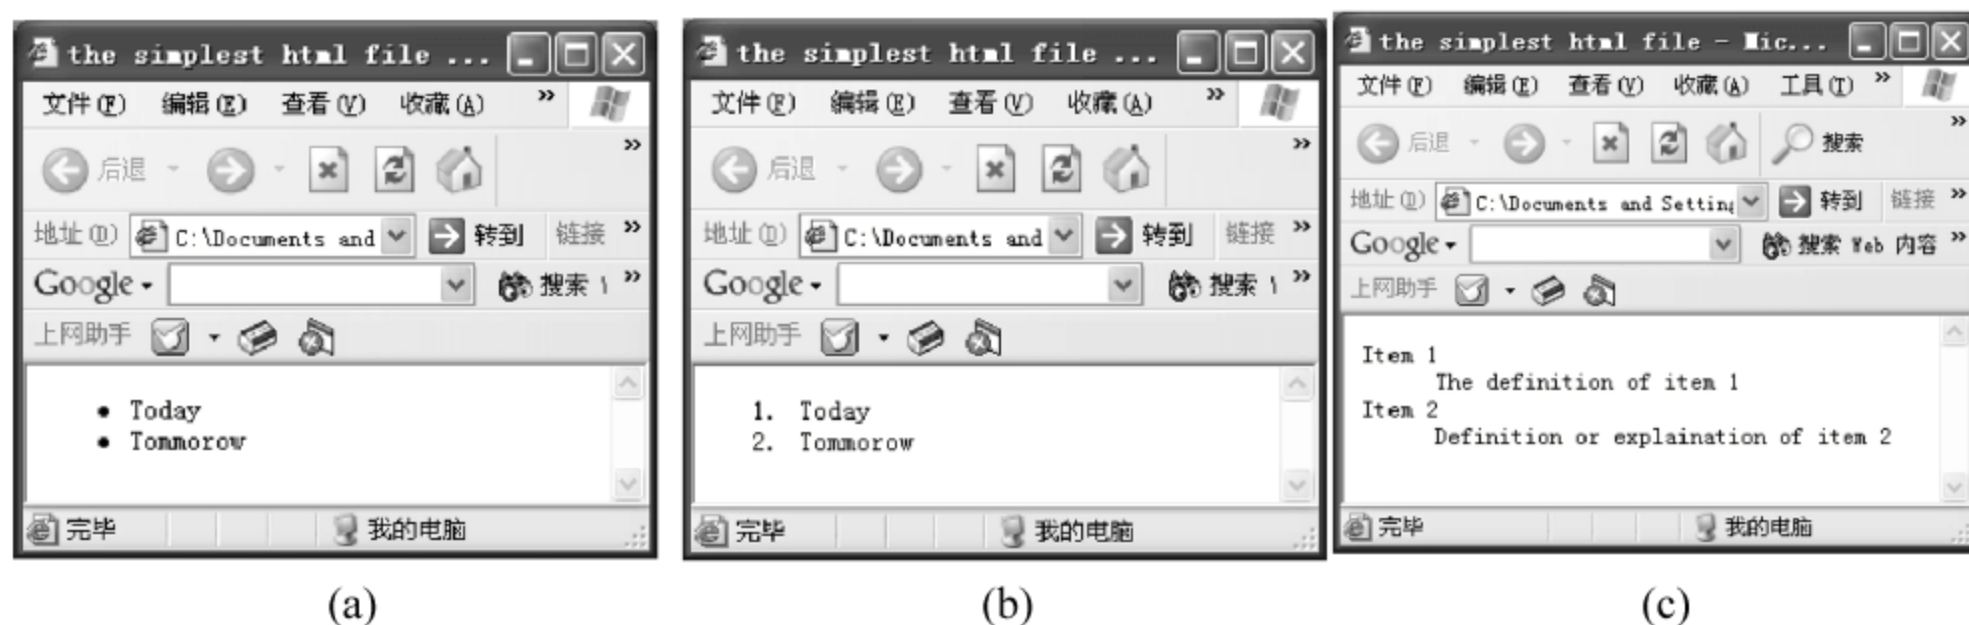 the simplest html file ...
文件(F) 编辑(E) 查看(V) 收藏(A) »
后退 »
地址(D) C:\Documents and 转到 链接 »
Google 搜索 »
上网助手
• Today
• Tommorow
完毕 我的电脑
(a)
the simplest html file ...
文件(F) 编辑(E) 查看(V) 收藏(A) »
后退 »
地址(D) C:\Documents and 转到 链接 »
Google 搜索 »
上网助手
1. Today
2. Tommorow
完毕 我的电脑
(b)
the simplest html file - Mic...
文件(F) 编辑(E) 查看(V) 收藏(A) 工具(T) »
后退 搜索 »
地址(D) C:\Documents and Setting 转到 链接 »
Google 搜索 Web 内容 »
上网助手
Item 1
The definition of item 1
Item 2
Definition or explaination of item 2
完毕 我的电脑
(c)